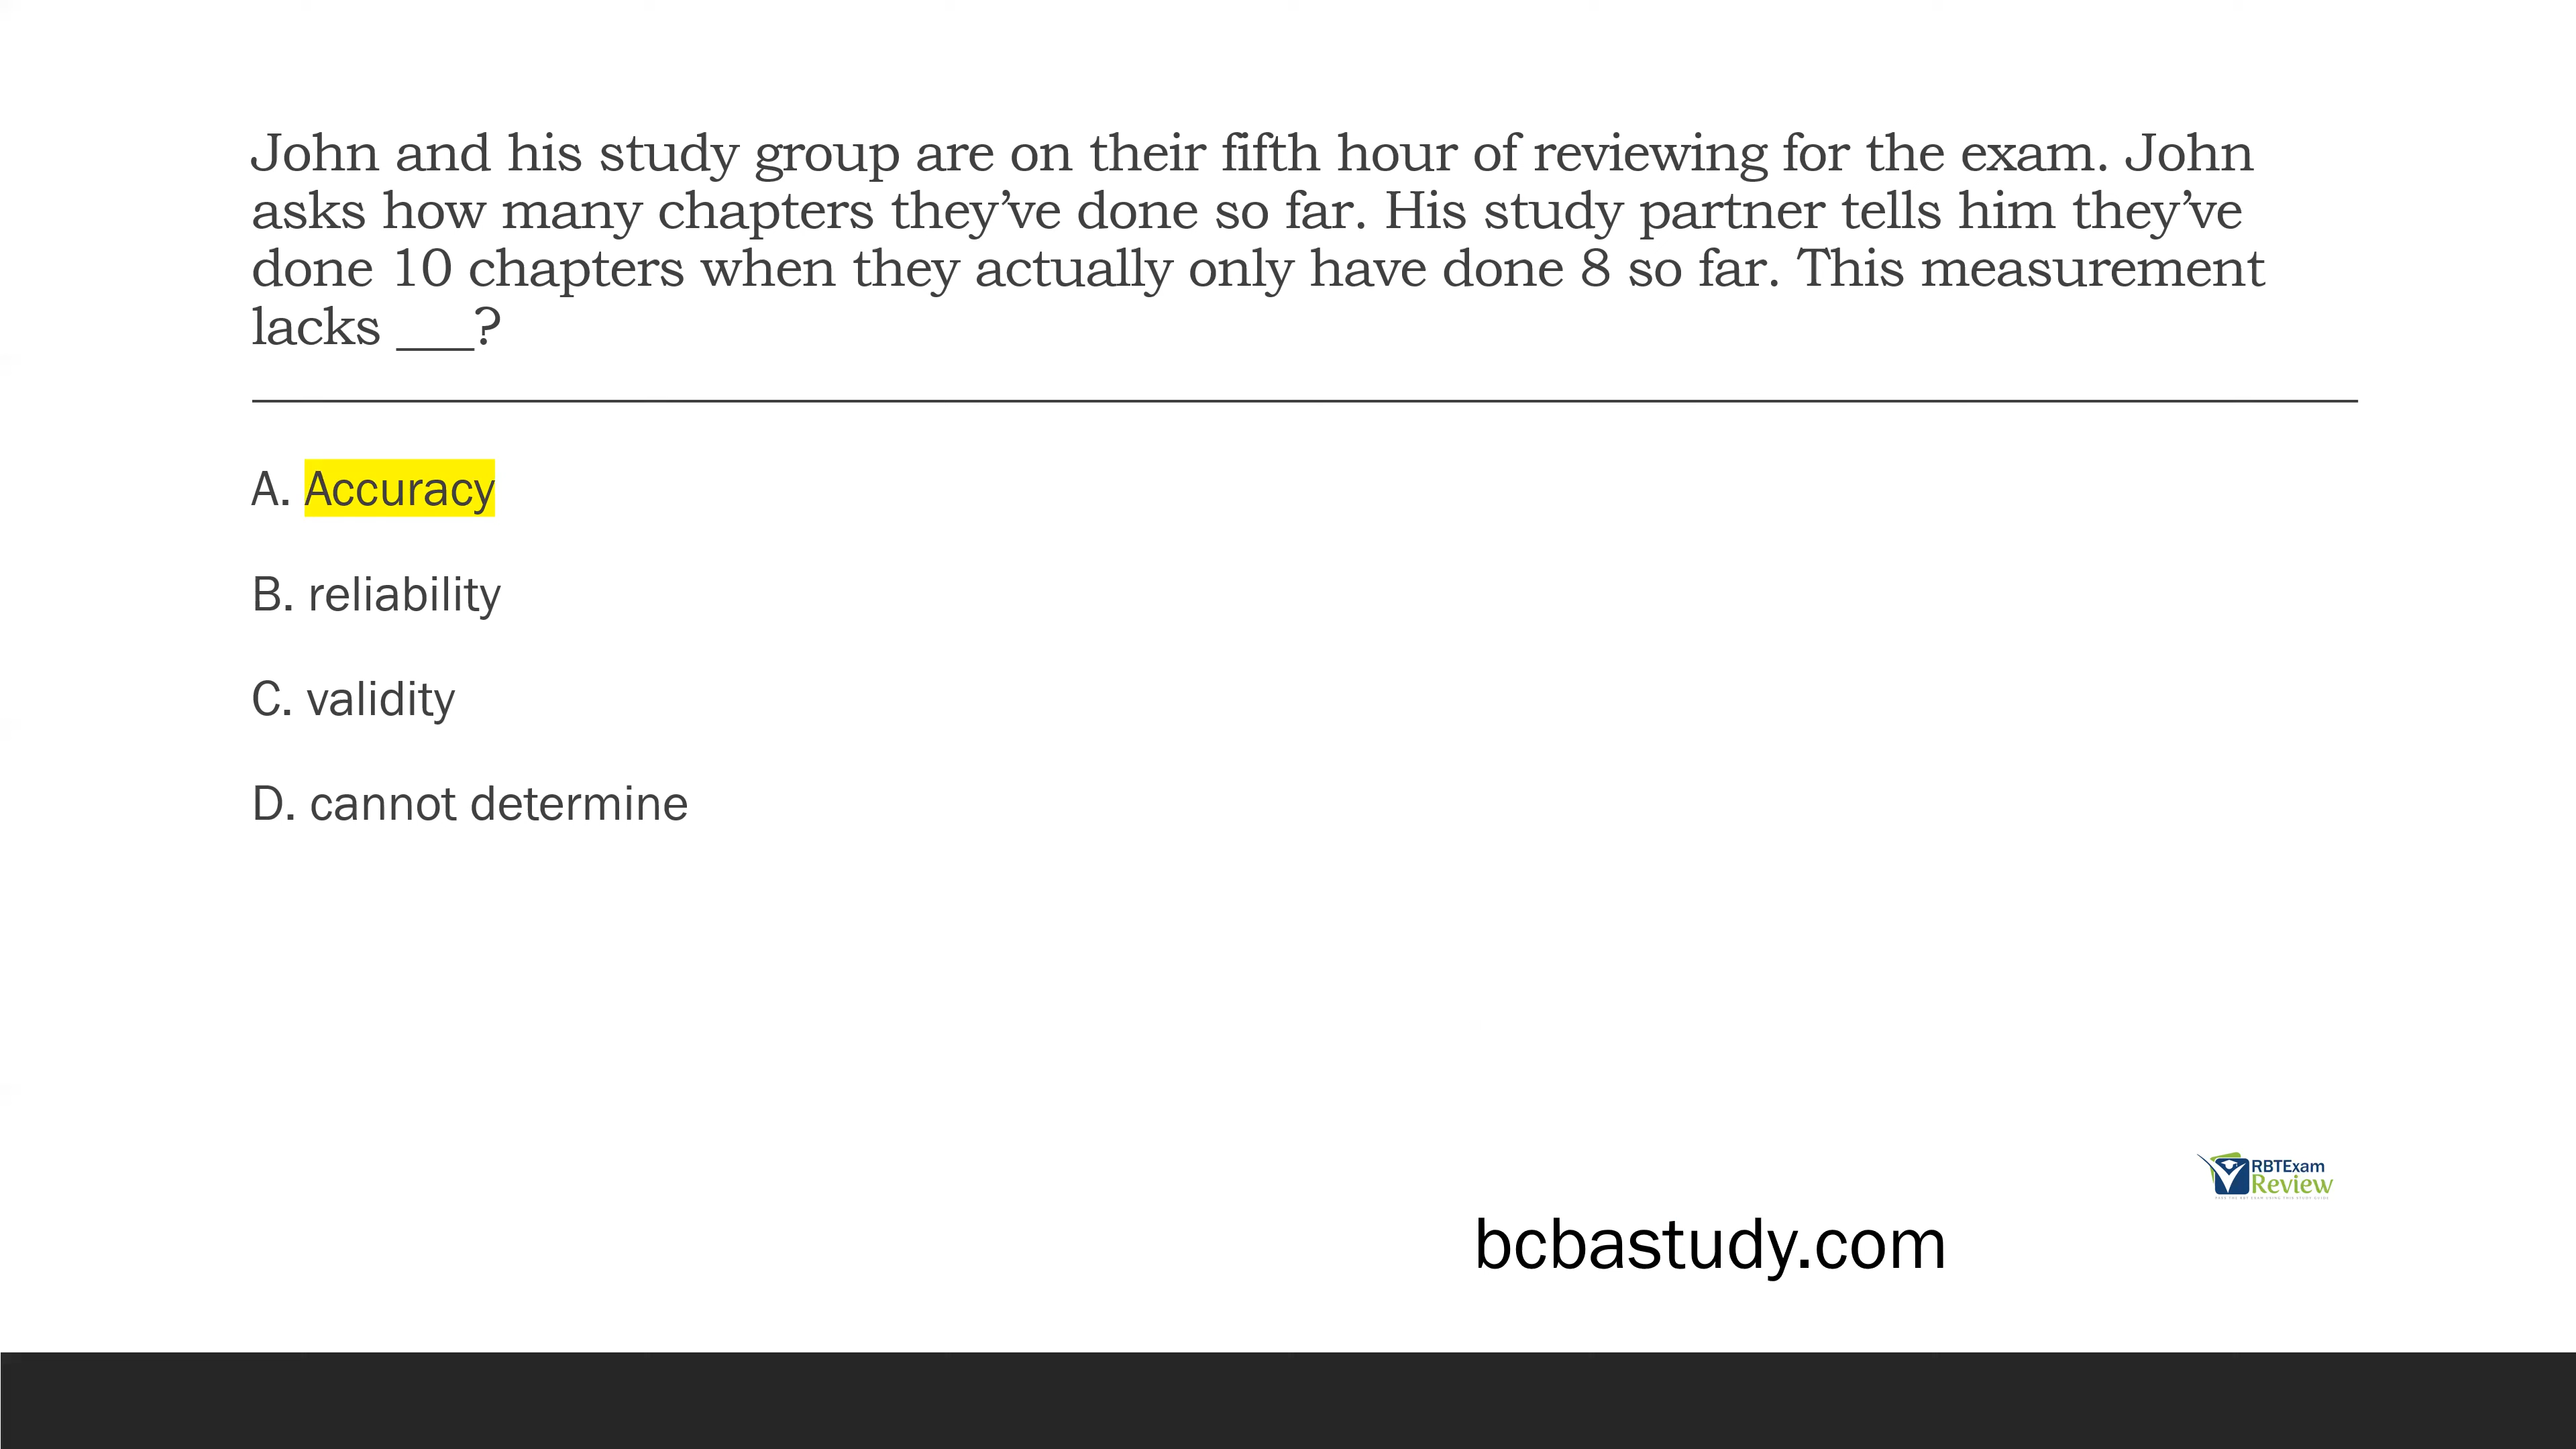 John and his study group are on their fifth hour of reviewing for the exam. John
asks how many chapters they’ve done so far. His study partner tells him they’ve
done 10 chapters when they actually only have done 8 so far. This measurement
lacks ___?
A. Accuracy
B. reliability
C. validity
D. cannot determine
RBTExam
Review
bcbastudy.com